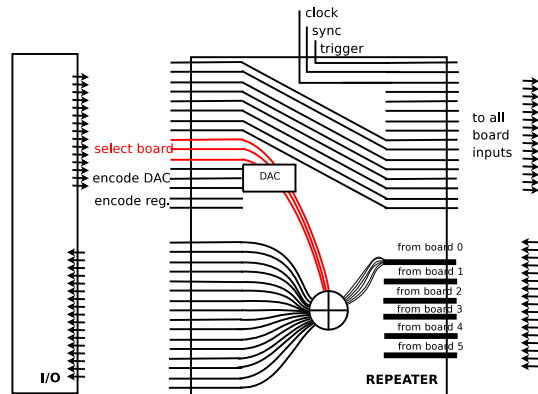 clock
sync
trigger
to all
board
inputs
select board
encode DAC
DAC
encode reg.
from board 0
from board 1
from board 2
from board 3
from board 4
from board 5
I/O
REPEATER